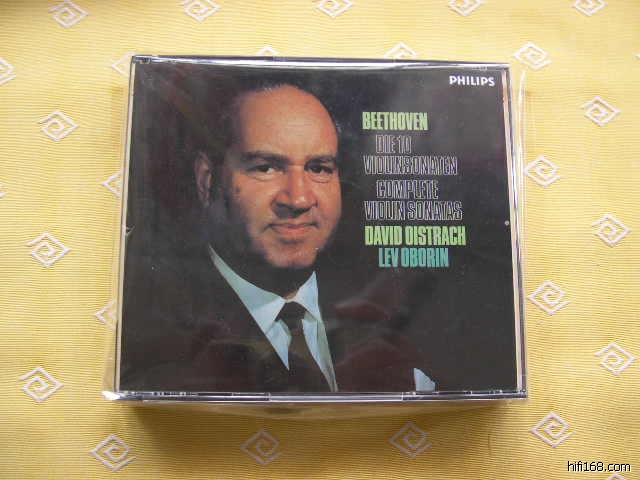 PHILIPS
BEETHOVEN
DIE 10
VIOLINSONATEN
COMPLETE
VIOLIN SONATAS
DAVID OISTRACH
LEV OBORIN
hifi168.com